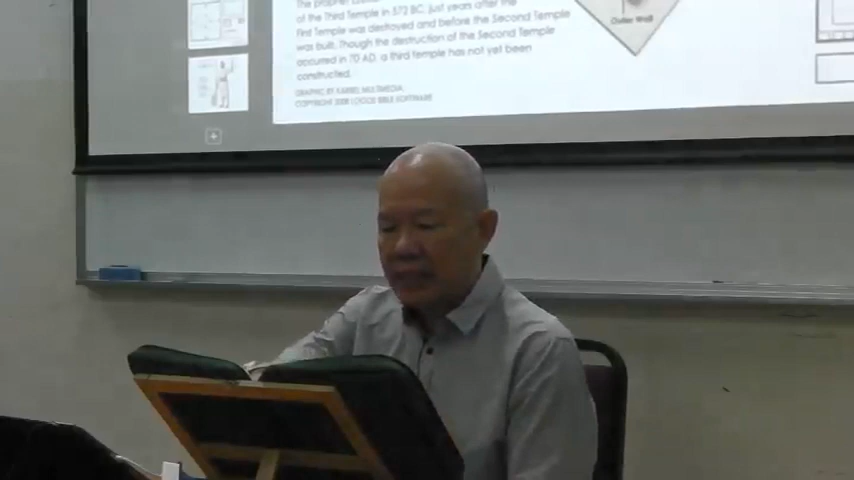 of the Third Temple in 572 BC, just years after the
First Temple was destroyed and before the Second Temple
was built. Though the destruction of the Second Temple
occurred in 70 AD, a third temple has not yet been
constructed.
GRAPHIC BY KARBEL MULTIMEDIA,
COPYRIGHT 2008 LOGOS BIBLE SOFTWARE
Outer Wall